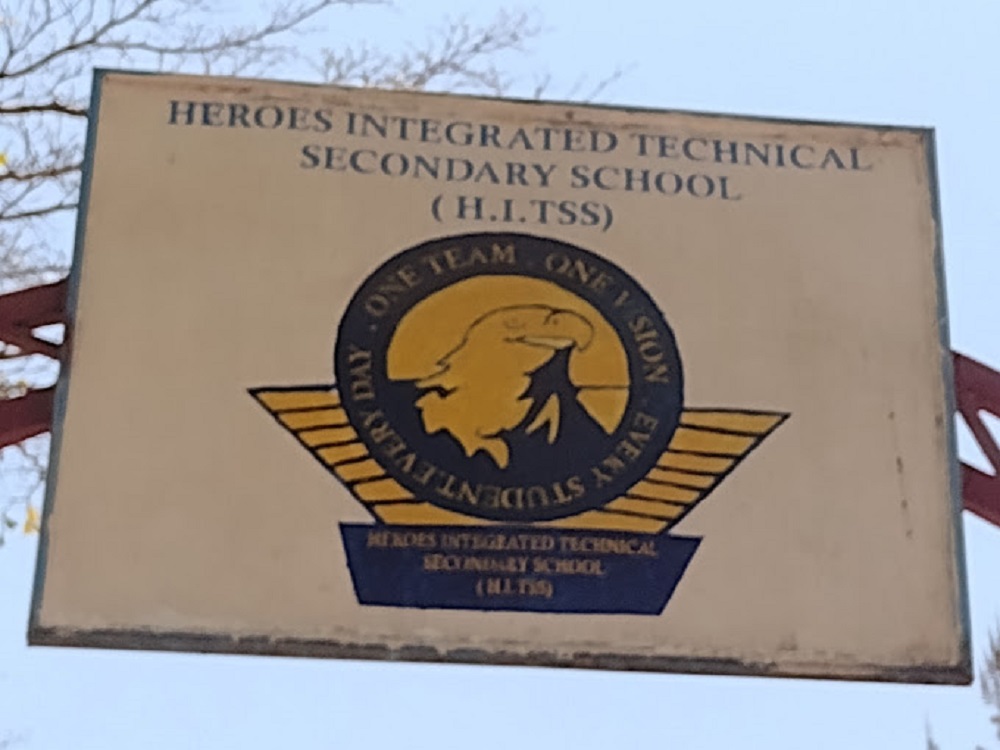 HEROES INTEGRATED TECHNICAL
SECONDARY SCHOOL
( H.I.TSS)
ONE TEAM . ONE VISION . EVERY STUDENT.EVERY DAY .
HEROES INTEGRATED TECHNICAL
SECONDARY SCHOOL
( H.I.TSS)